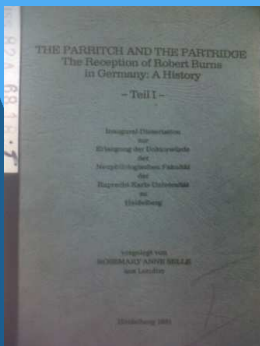 THE PARRITCH AND THE PARTRIDGE
The Reception of Robert Burns
in Germany: A History
– Teil I –
Inaugural-Dissertation
zur
Erlangung der Doktorwürde
der
Neuphilologischen Fakultät
der
Ruprecht-Karls-Universität
zu
Heidelberg
vorgelegt von
ROSEMARY ANNE SELLE
aus London
Heidelberg 1981